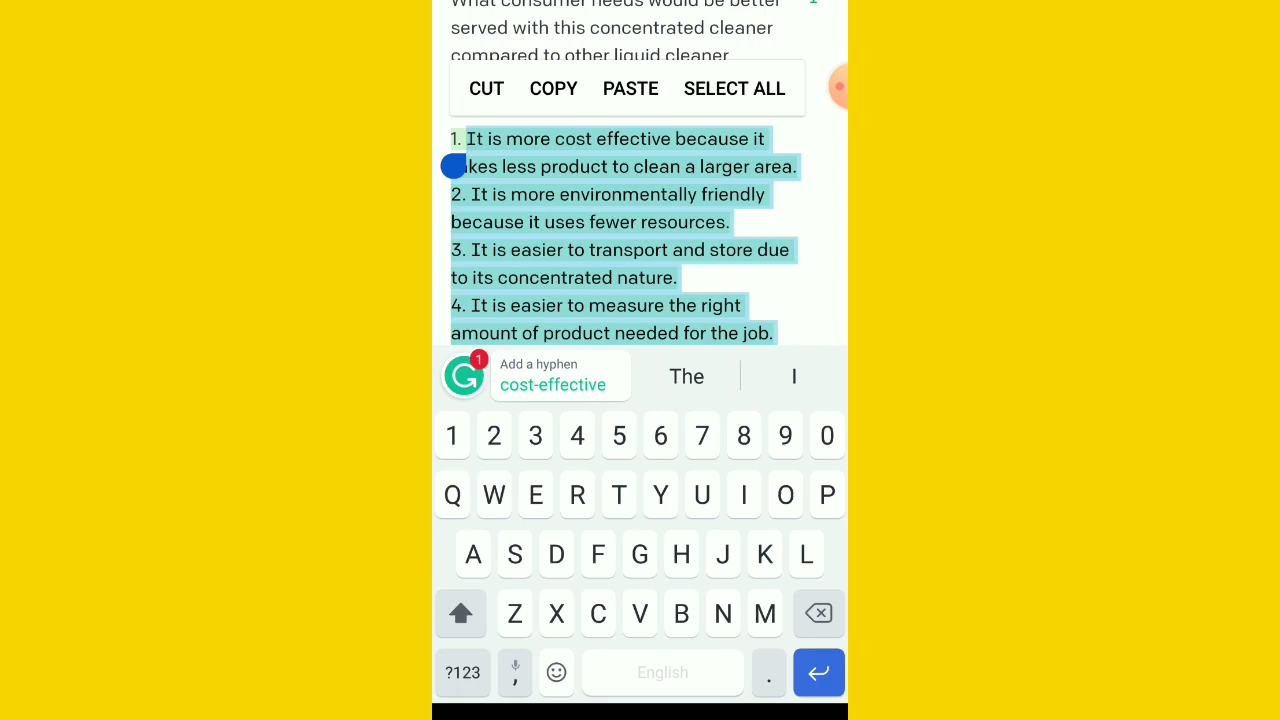 What consumer needs would be better
served with this concentrated cleaner
compared to other liquid cleaner
CUT COPY PASTE SELECT ALL
1. It is more cost effective because it
kes less product to clean a larger area.
2. It is more environmentally friendly
because it uses fewer resources.
3. It is easier to transport and store due
to its concentrated nature.
4. It is easier to measure the right
amount of product needed for the job.
1
Add a hyphen
cost-effective
The
I
1 2 3 4 5 6 7 8 9 0
Q W E R T Y U I O P
A S D F G H J K L
Z X C V B N M
?123 , English .